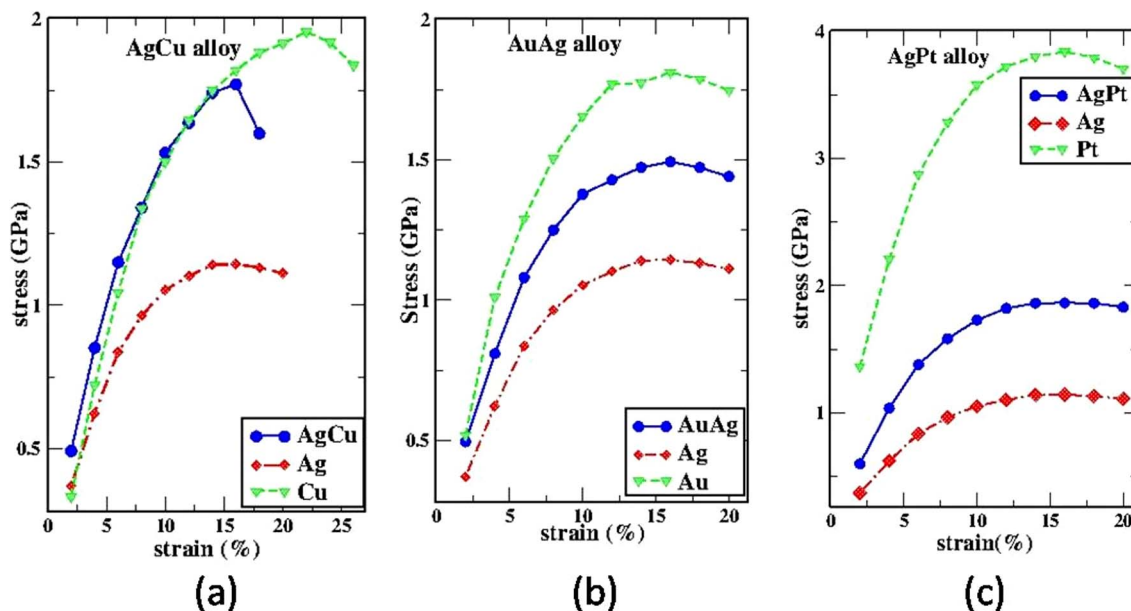 AgCu alloy
2
1.5
1
0.5
stress (GPa)
AgCu
Ag
Cu
0 5 10 15 20 25
strain (%)
(a)
AuAg alloy
1.5
1
0.5
Stress (GPa)
AuAg
Ag
Au
0 5 10 15 20
strain (%)
(b)
AgPt alloy
4
3
2
1
stress (GPa)
AgPt
Ag
Pt
0 5 10 15 20
strain(%)
(c)